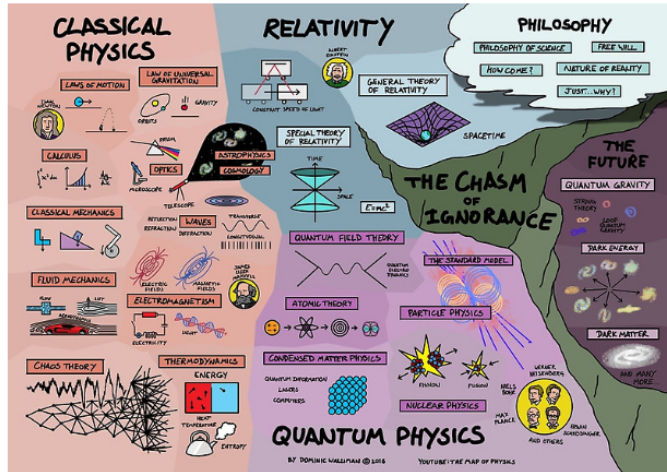 CLASSICAL
PHYSICS
LAWS OF MOTION
ISAAC
NEWTON
LAW OF UNIVERSAL
GRAVITATION
GRAVITY
ORBITS
CALCULUS
PRISM
OPTICS
MICROSCOPE
TELESCOPE
ASTROPHYSICS
COSMOLOGY
CLASSICAL MECHANICS
REFLECTION
REFRACTION
DIFFRACTION
WAVES
TRANSVERSE
LONGITUDINAL
FLUID MECHANICS
FLOW
LIFT
AERODYNAMICS
ELECTRIC
FIELDS
MAGNETIC
FIELDS
JAMES
CLERK
MAXWELL
ELECTROMAGNETISM
ELECTRICITY
LIGHT
CHAOS THEORY
THERMODYNAMICS
ENERGY
HEAT
TEMPERATURE
ENTROPY
RELATIVITY
ALBERT
EINSTEIN
CONSTANT SPEED OF LIGHT
GENERAL THEORY
OF RELATIVITY
SPACETIME
SPECIAL THEORY
OF RELATIVITY
TIME
SPACE
E=mc²
PHILOSOPHY
PHILOSOPHY OF SCIENCE
FREE WILL
HOW COME?
NATURE OF REALITY
JUST...WHY?
THE CHASM
OF
IGNORANCE
THE
FUTURE
QUANTUM GRAVITY
STRING
THEORY
LOOP
QUANTUM
GRAVITY
DARK ENERGY
DARK MATTER
AND MANY
MORE...
QUANTUM FIELD THEORY
QUANTUM
ELECTRO
DYNAMICS
THE STANDARD MODEL
PARTICLE PHYSICS
ATOMIC THEORY
CONDENSED MATTER PHYSICS
QUANTUM INFORMATION
LASERS
COMPUTERS
FISSION
FUSION
NUCLEAR PHYSICS
WERNER
HEISENBERG
NIELS
BOHR
MAX
PLANCK
ERWIN
SCHRODINGER
AND OTHERS
QUANTUM PHYSICS
BY DOMINIC WALLIMAN © 2016
YOUTUBE: THE MAP OF PHYSICS